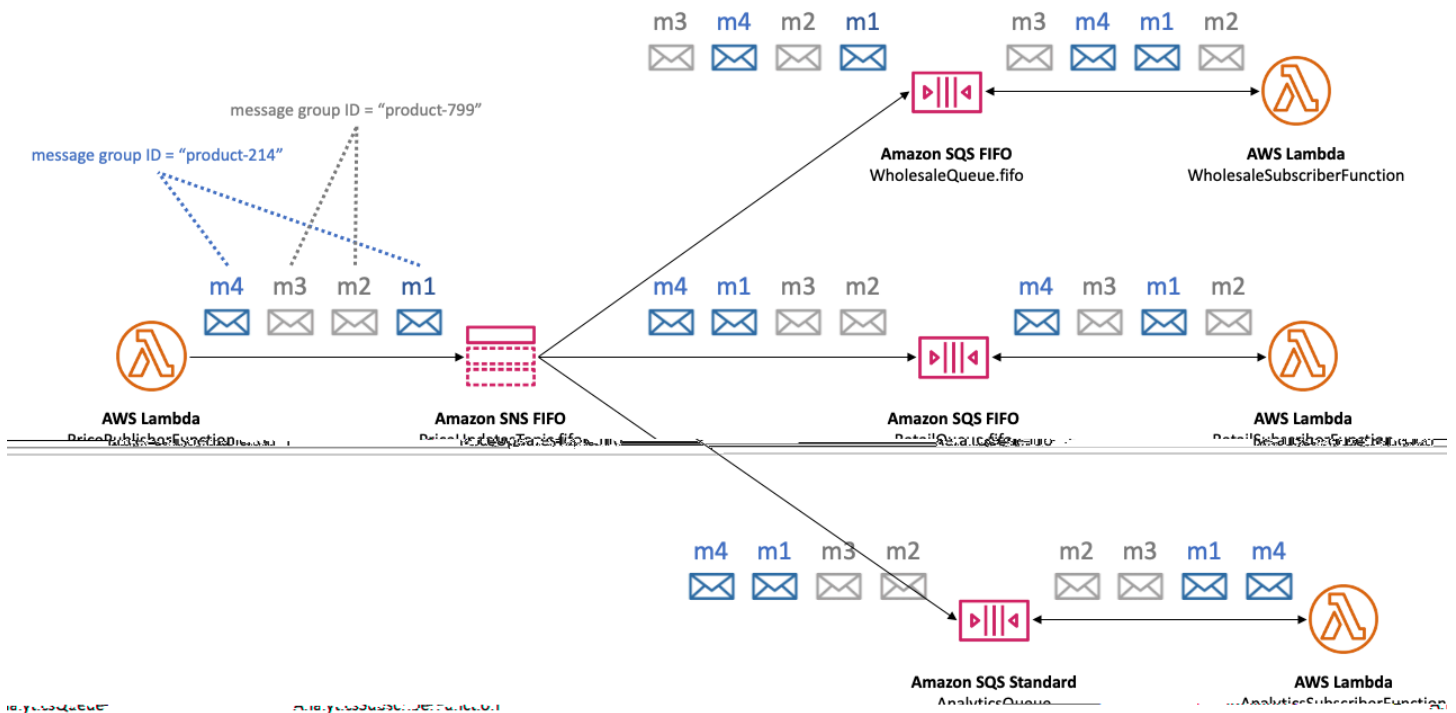 m3 m4 m2 m1 m3 m4 m1 m2
message group ID = “product-799”
message group ID = “product-214”
Amazon SQS FIFO
WholesaleQueue.fifo
AWS Lambda
WholesaleSubscriberFunction
m4 m3 m2 m1 m4 m1 m3 m2 m4 m3 m1 m2
AWS Lambda
Amazon SNS FIFO
Amazon SQS FIFO
AWS Lambda
m4 m1 m3 m2 m2 m3 m1 m4
Amazon SQS Standard
AnalyticsQueue
AWS Lambda
AnalyticsSubscriberFunction